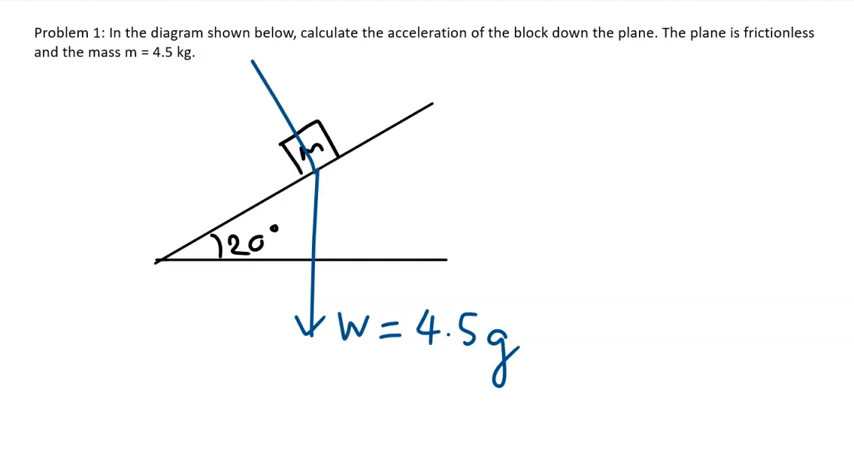 Problem 1: In the diagram shown below, calculate the acceleration of the block down the plane. The plane is frictionless
and the mass m = 4.5 kg.
m
20°
W = 4.5g